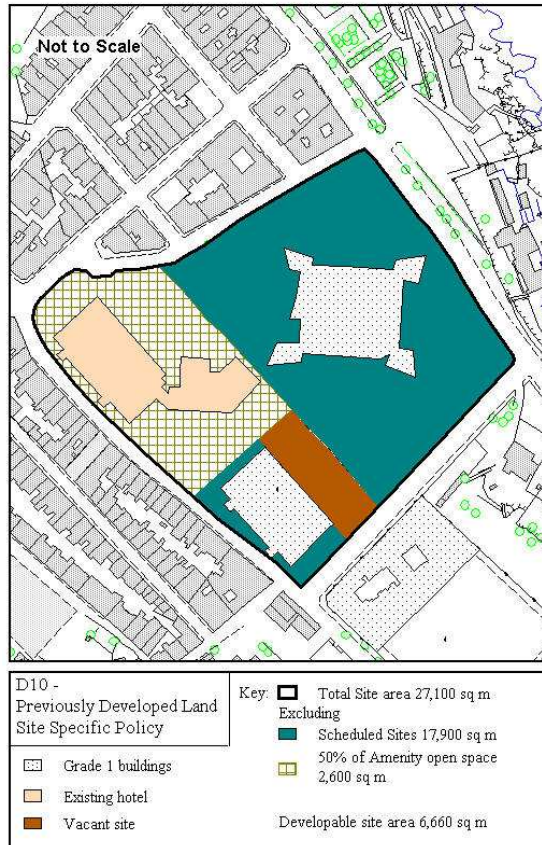 Not to Scale
D10 -
Previously Developed Land
Site Specific Policy
Grade 1 buildings
Existing hotel
Vacant site
Key: Total Site area 27,100 sq m
Excluding
Scheduled Sites 17,900 sq m
50% of Amenity open space
2,600 sq m
Developable site area 6,660 sq m